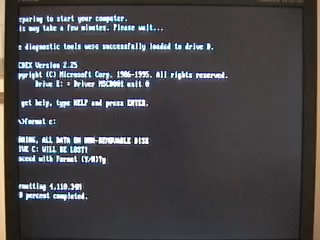 eparing to start your computer.
is may take a few minutes. Please wait...
e diagnostic tools were successfully loaded to drive D.
CDEX Version 2.25
pyright (C) Microsoft Corp. 1986-1995. All rights reserved.
Drive E: = Driver MSCD001 unit 0
get help, type HELP and press ENTER.
\>format c:
RNING, ALL DATA ON NON-REMOVABLE DISK
IVE C: WILL BE LOST!
oceed with Format (Y/N)?y
rmatting 4,110.34M
0 percent completed.